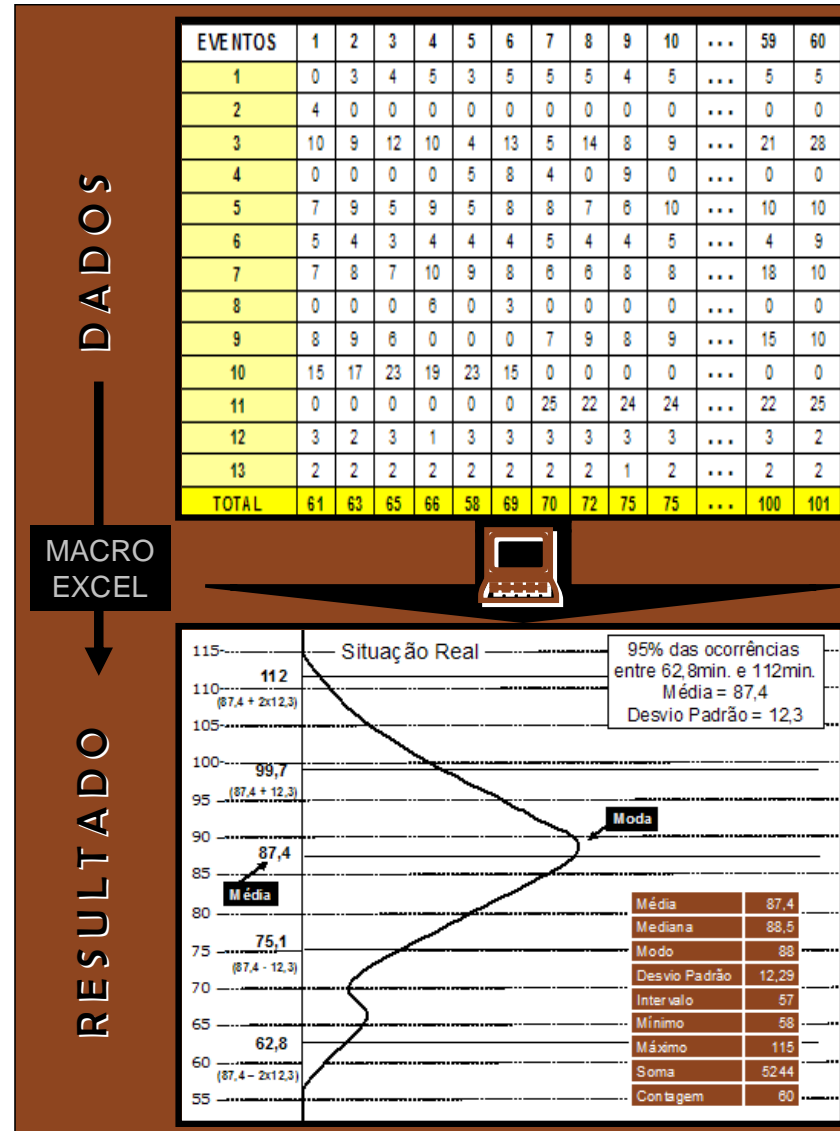 EVENTOS 1 2 3 4 5 6 7 8 9 10 ... 59 60
1 0 3 4 5 3 5 5 5 4 5 ... 5 5
2 4 0 0 0 0 0 0 0 0 0 ... 0 0
3 10 9 12 10 4 13 5 14 8 9 ... 21 28
4 0 0 0 0 5 8 4 0 9 0 ... 0 0
5 7 9 5 9 5 8 8 7 6 10 ... 10 10
6 5 4 3 4 4 4 5 4 4 5 ... 4 9
7 7 8 7 10 9 8 6 6 8 8 ... 18 10
8 0 0 0 6 0 3 0 0 0 0 ... 0 0
9 8 9 6 0 0 0 7 9 8 9 ... 15 10
10 15 17 23 19 23 15 0 0 0 0 ... 0 0
11 0 0 0 0 0 0 25 22 24 24 ... 22 25
12 3 2 3 1 3 3 3 3 3 3 ... 3 2
13 2 2 2 2 2 2 2 2 1 2 ... 2 2
TOTAL 61 63 65 66 58 69 70 72 75 75 ... 100 101
DADOS
MACRO
EXCEL
RESULTADO
Situação Real
95% das ocorrências
entre 62,8min. e 112min.
Média = 87,4
Desvio Padrão = 12,3
115
112
110
(87,4 + 2x12,3)
105
100
99,7
(87,4 + 12,3)
95
Moda
90
87,4
85
Média
80
75,1
75
(87,4 - 12,3)
70
65
62,8
60
(87,4 – 2x12,3)
55
Média 87,4
Mediana 88,5
Modo 88
Desvio Padrão 12,29
Intervalo 57
Mínimo 58
Máximo 115
Soma 5244
Contagem 60